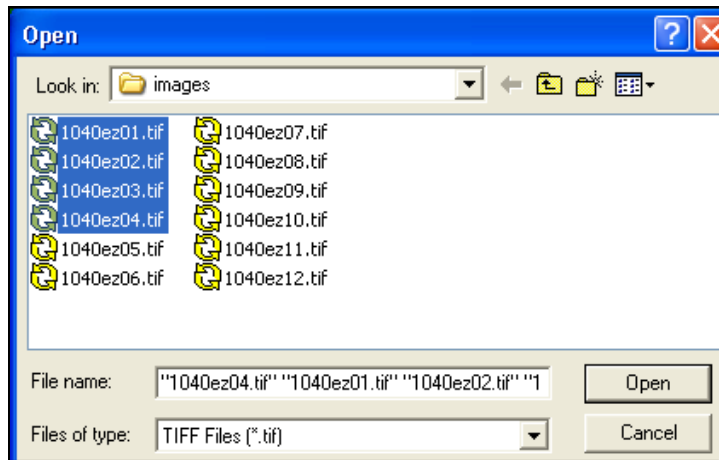 Open
Look in: images
1040ez01.tif 1040ez07.tif
1040ez02.tif 1040ez08.tif
1040ez03.tif 1040ez09.tif
1040ez04.tif 1040ez10.tif
1040ez05.tif 1040ez11.tif
1040ez06.tif 1040ez12.tif
File name: "1040ez04.tif" "1040ez01.tif" "1040ez02.tif" "1 Open
Files of type: TIFF Files (*.tif) Cancel